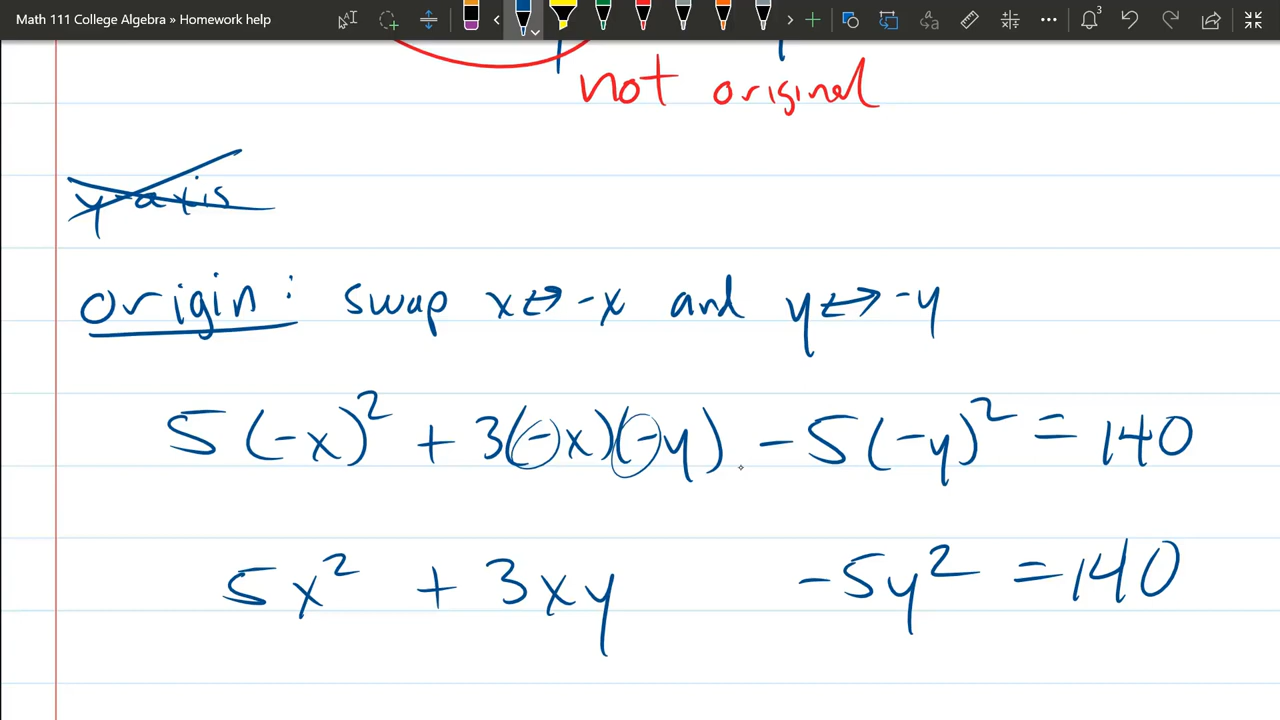 Math 111 College Algebra » Homework help
3
not original
y-axis
origin: swap x↔-x and y↔-y
5(-x)² + 3(-x)(-y) -5(-y)² = 140
5x² + 3xy -5y² = 140